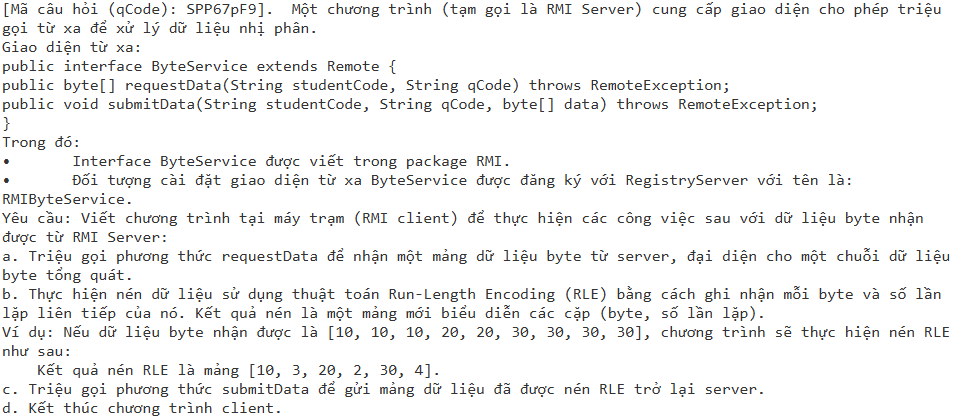 [Mã câu hỏi (qCode): SPP67pF9].  Một chương trình (tạm gọi là RMI Server) cung cấp giao diện cho phép triệu
gọi từ xa để xử lý dữ liệu nhị phân.
Giao diện từ xa:
public interface ByteService extends Remote {
public byte[] requestData(String studentCode, String qCode) throws RemoteException;
public void submitData(String studentCode, String qCode, byte[] data) throws RemoteException;
}
Trong đó:
•       Interface ByteService được viết trong package RMI.
•       Đối tượng cài đặt giao diện từ xa ByteService được đăng ký với RegistryServer với tên là:
RMIByteService.
Yêu cầu: Viết chương trình tại máy trạm (RMI client) để thực hiện các công việc sau với dữ liệu byte nhận
được từ RMI Server:
a. Triệu gọi phương thức requestData để nhận một mảng dữ liệu byte từ server, đại diện cho một chuỗi dữ liệu
byte tổng quát.
b. Thực hiện nén dữ liệu sử dụng thuật toán Run-Length Encoding (RLE) bằng cách ghi nhận mỗi byte và số lần
lặp liên tiếp của nó. Kết quả nén là một mảng mới biểu diễn các cặp (byte, số lần lặp).
Ví dụ: Nếu dữ liệu byte nhận được là [10, 10, 10, 20, 20, 30, 30, 30, 30], chương trình sẽ thực hiện nén RLE
như sau:
    Kết quả nén RLE là mảng [10, 3, 20, 2, 30, 4].
c. Triệu gọi phương thức submitData để gửi mảng dữ liệu đã được nén RLE trở lại server.
d. Kết thúc chương trình client.